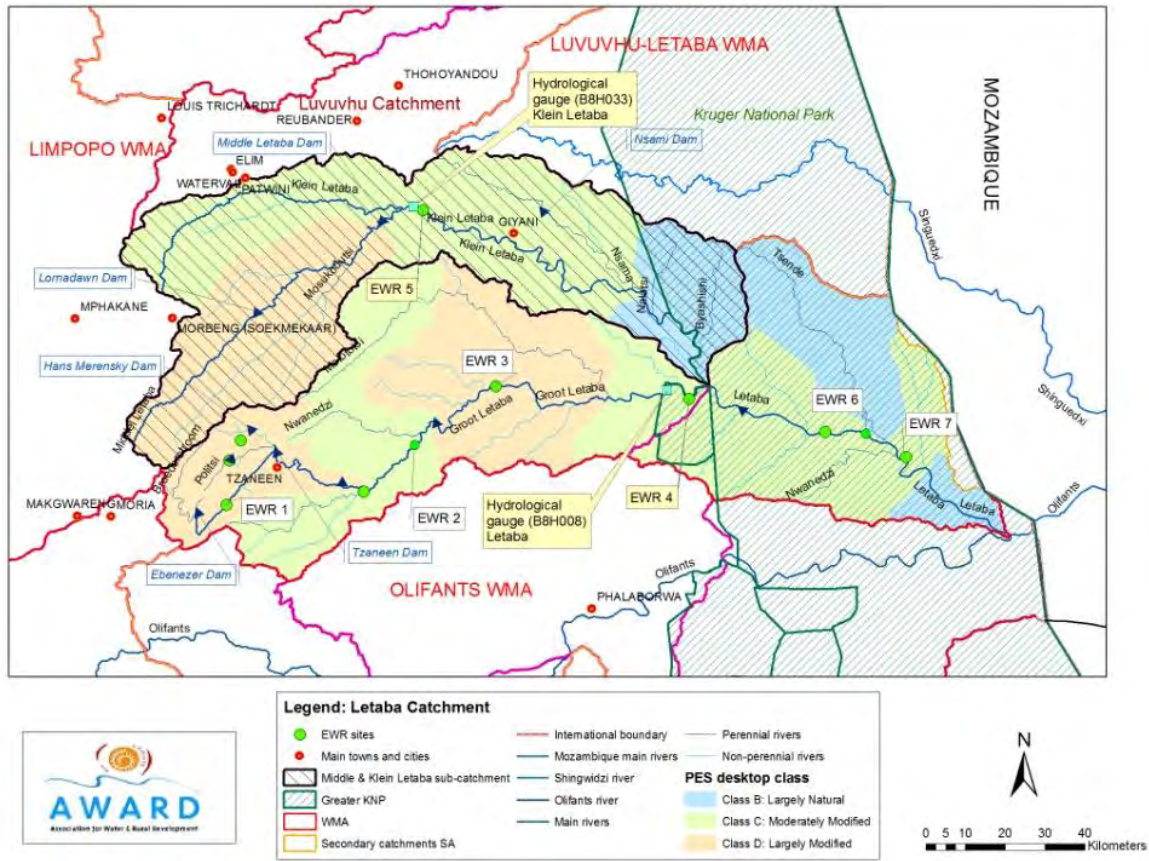 LUVUVHU-LETABA WMA
THOHOYANDOU
Hydrological
gauge (B8H033)
Klein Letaba
MOZAMBIQUE
LOUIS TRICHARDT
Luvuvhu Catchment
REUBANDER
Kruger National Park
LIMPOPO WMA
Middle Letaba Dam
Nsami Dam
ELIM
WATERVAL
PATWINI
Klein Letaba
Klein Letaba
GIYANI
Klein Letaba
Singuedxi
Tsende
Nsama
Lornadawn Dam
EWR 5
Byashishi
MPHAKANE
MORBENG (SOEKMEKAAR)
Shinguedxi
Hans Merensky Dam
EWR 3
Groot Letaba
Groot Letaba
Letaba
EWR 6
Nwanedzi
EWR 7
Politsi
TZANEEN
Nwanedzi
MAKGWARENG
MORIA
EWR 1
EWR 2
Hydrological
gauge (B8H008)
Letaba
EWR 4
Letaba
Letaba
Olifants
Tzaneen Dam
Ebenezer Dam
OLIFANTS WMA
Olifants
PHALABORWA
Olifants
Legend: Letaba Catchment
EWR sites
Main towns and cities
Middle & Klein Letaba sub-catchment
Greater KNP
WMA
Secondary catchments SA
International boundary
Mozambique main rivers
Shingwidzi river
Olifants river
Main rivers
Perennial rivers
Non-perennial rivers
PES desktop class
Class B: Largely Natural
Class C: Moderately Modified
Class D: Largely Modified
AWARD
Association for Water & Rural Development
N
0 5 10 20 30 40
Kilometers